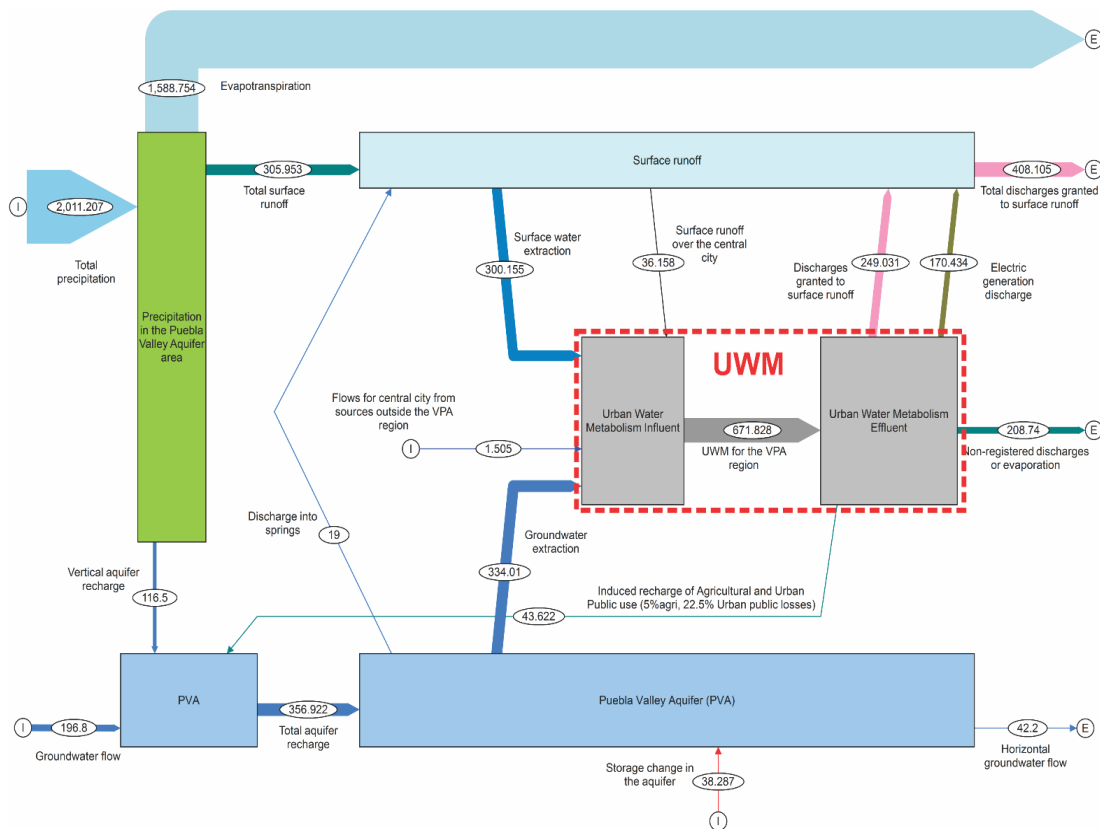 E
1,588.754
Evapotranspiration
305.953
Total surface
runoff
Surface runoff
408.105
E
Total discharges granted
to surface runoff
I
2,011.207
Total
precipitation
Surface water
extraction
300.155
Surface runoff
over the central
city
36.158
249.031
Discharges
granted to
surface runoff
170.434
Electric
generation
discharge
Precipitation
in the Puebla
Valley Aquifer
area
UWM
Flows for central city from
sources outside the VPA
region
I
1.505
Urban Water
Metabolism Influent
671.828
UWM for the VPA
region
Urban Water Metabolism
Effluent
208.74
E
Non-registered discharges
or evaporation
Discharge into
springs
19
Groundwater
extraction
334.01
Vertical aquifer
recharge
116.5
Induced recharge of Agricultural and Urban
Public use (5%agri, 22.5% Urban public losses)
43.622
PVA
356.922
Total aquifer
recharge
Puebla Valley Aquifer (PVA)
I
196.8
Groundwater flow
42.2
E
Horizontal
groundwater flow
Storage change in
the aquifer
38.287
I